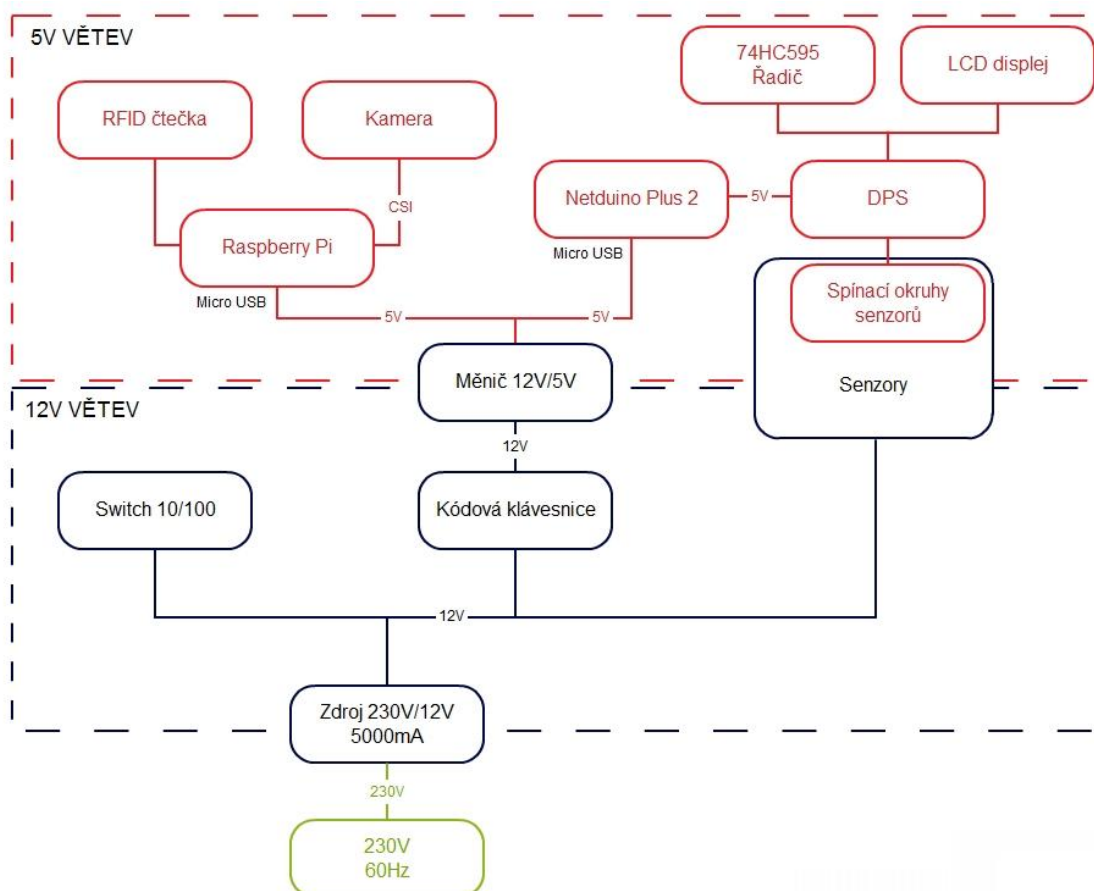 5V VĚTEV
74HC595
Řadič
LCD displej
RFID čtečka
Kamera
CSI
Netduino Plus 2
5V
DPS
Raspberry Pi
Micro USB
Micro USB
Spínací okruhy
senzorů
5V
5V
Měnič 12V/5V
Senzory
12V VĚTEV
12V
Switch 10/100
Kódová klávesnice
12V
Zdroj 230V/12V
5000mA
230V
230V
60Hz